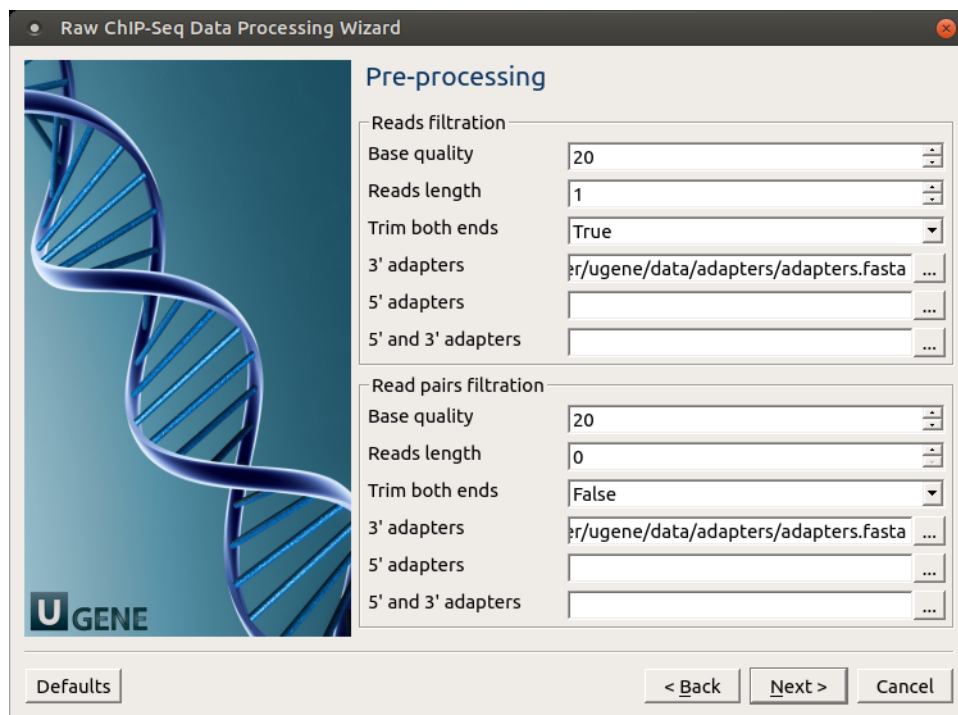 Raw ChIP-Seq Data Processing Wizard
Pre-processing
Reads filtration
Base quality 20
Reads length 1
Trim both ends True
3' adapters er/ugene/data/adapters/adapters.fasta ...
5' adapters ...
5' and 3' adapters ...
Read pairs filtration
Base quality 20
Reads length 0
Trim both ends False
3' adapters er/ugene/data/adapters/adapters.fasta ...
5' adapters ...
5' and 3' adapters ...
U GENE
Defaults < Back Next > Cancel